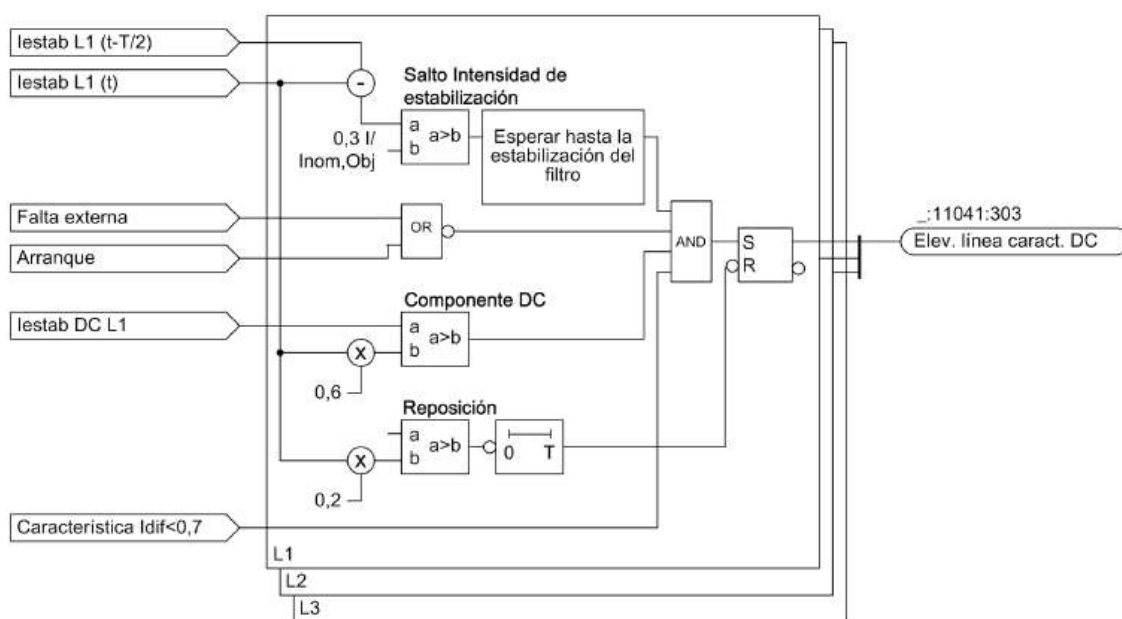 Iestab L1 (t-T/2)
Iestab L1 (t)
-
Salto Intensidad de
estabilización
0,3 I/
Inom,Obj
a
b
a>b
Esperar hasta la
estabilización del
filtro
Falta externa
Arranque
OR
AND
S
R
_:11041:303
Elev. línea caract. DC
Iestab DC L1
Componente DC
a
b
a>b
X
0,6
Reposición
a
b
a>b
0 T
X
0,2
Característica Idif<0,7
L1
L2
L3